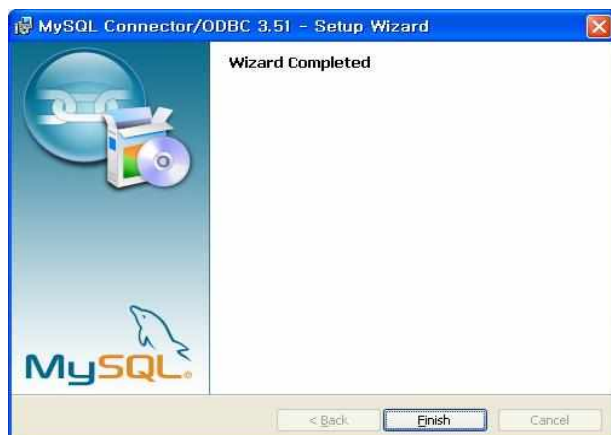 MySQL Connector/ODBC 3.51 - Setup Wizard
Wizard Completed
MySQL®
< Back
Finish
Cancel